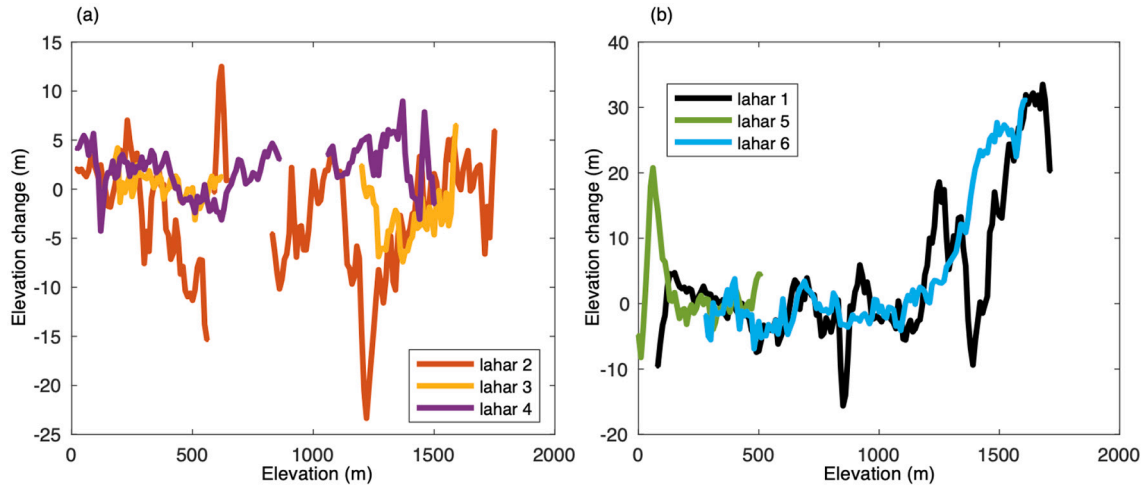 (a)
15
10
5
0
-5
-10
-15
-20
-25
Elevation change (m)
lahar 2
lahar 3
lahar 4
0 500 1000 1500 2000
Elevation (m)
(b)
40
30
20
10
0
-10
-20
Elevation change (m)
lahar 1
lahar 5
lahar 6
0 500 1000 1500 2000
Elevation (m)